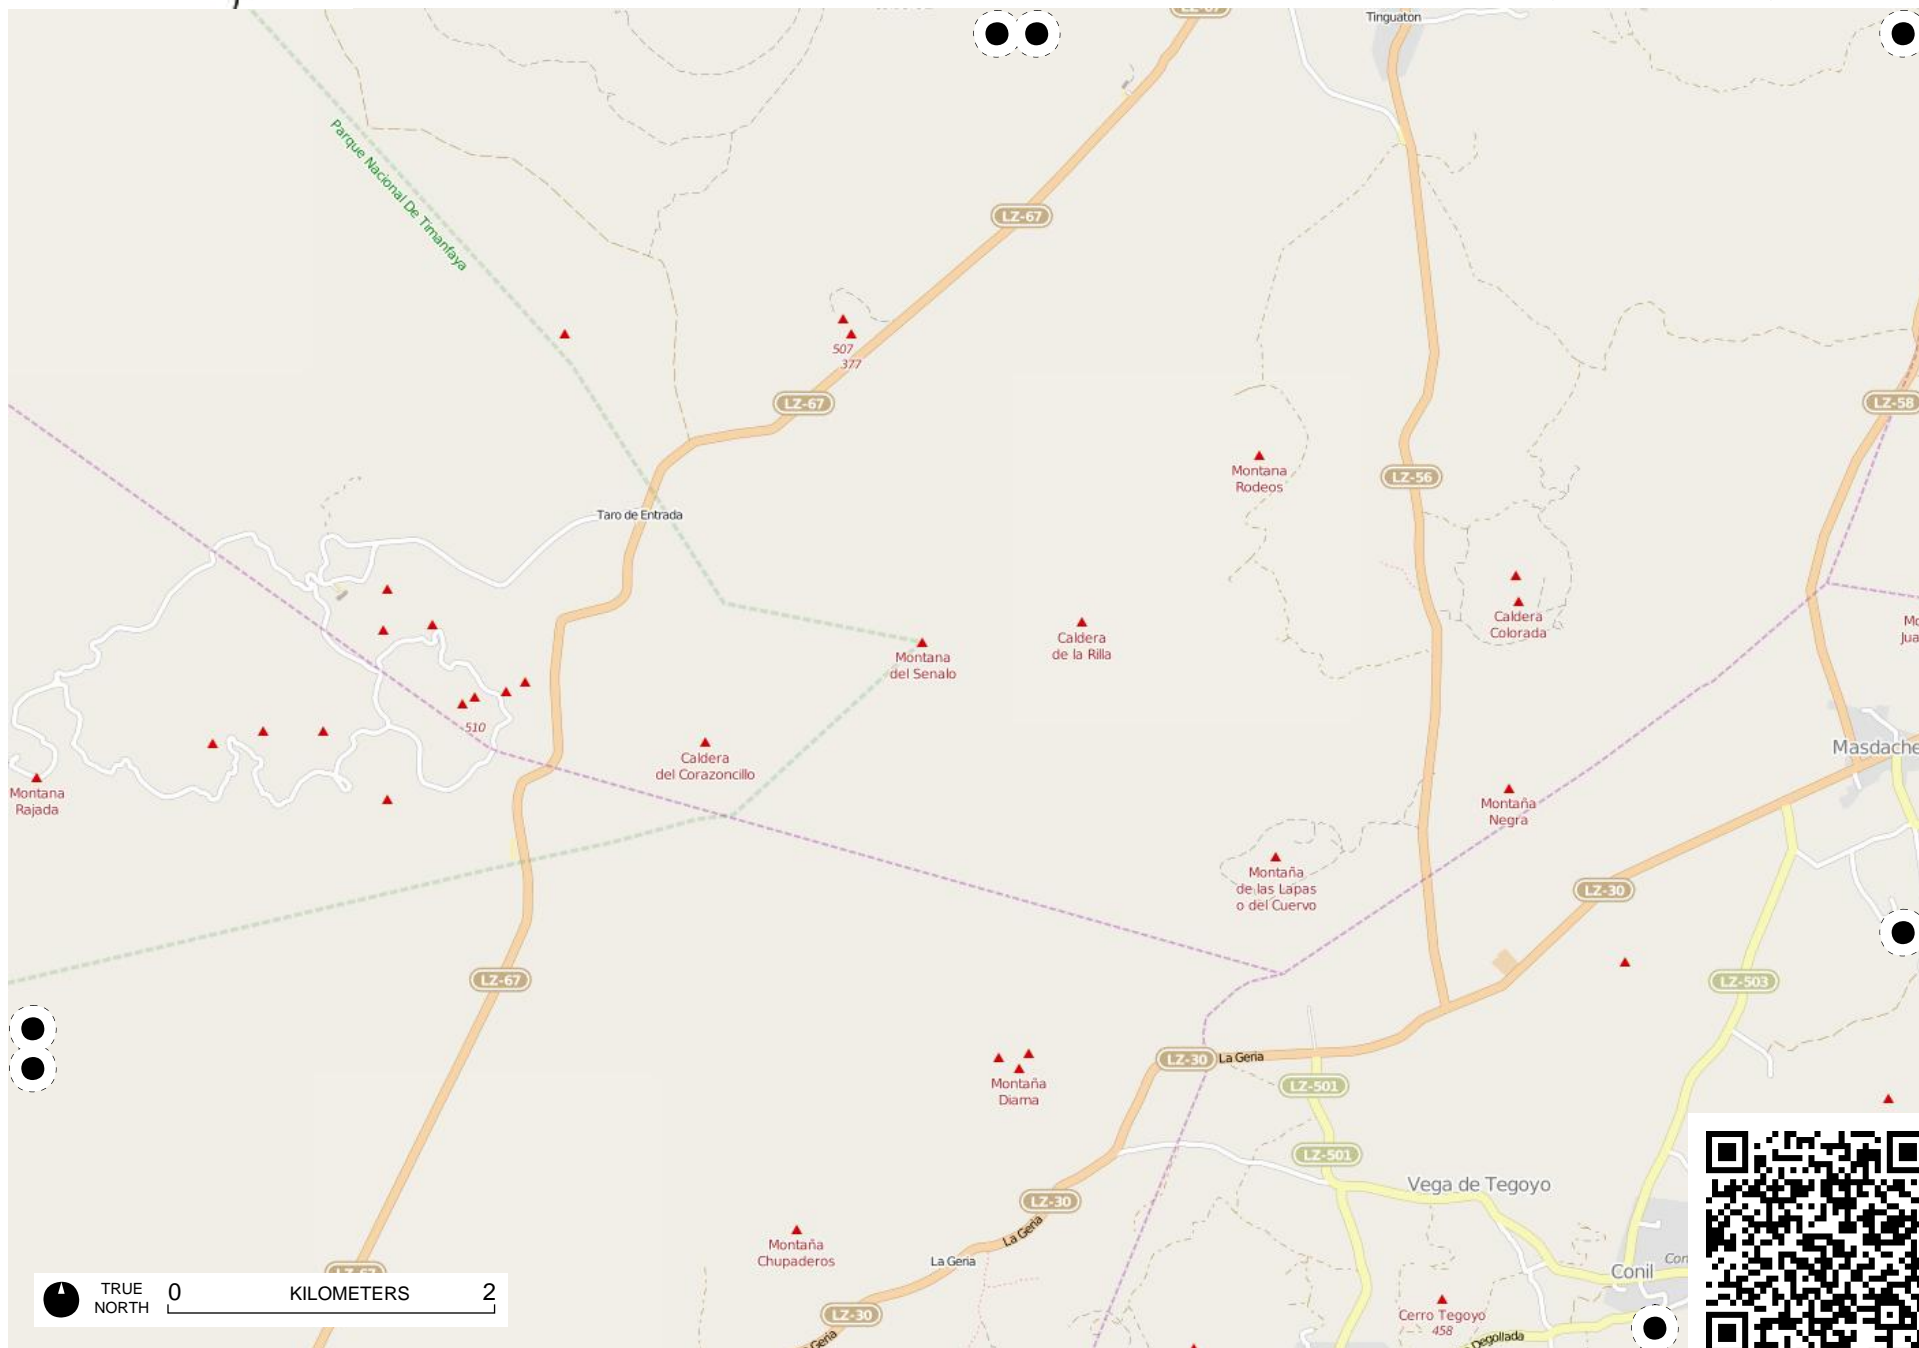 Tinguaton
Parque Nacional De Timanfaya
LZ-67
507
377
LZ-67
LZ-58
Montana
Rodeos
LZ-56
Taro de Entrada
Caldera
Colorada
Caldera
de la Rilla
Montana
del Senalo
510
Caldera
del Corazoncillo
Masdache
Montana
Rajada
Montaña
Negra
Montaña
de las Lapas
o del Cuervo
LZ-30
LZ-67
LZ-503
LZ-30
La Geria
LZ-501
Montaña
Diama
LZ-501
Vega de Tegoyo
LZ-30
La Geria
Montaña
Chupaderos
La Geria
Conil
LZ-67
TRUE
NORTH
0
KILOMETERS
2
LZ-30
Geria
Cerro Tegoyo
458
Degollada